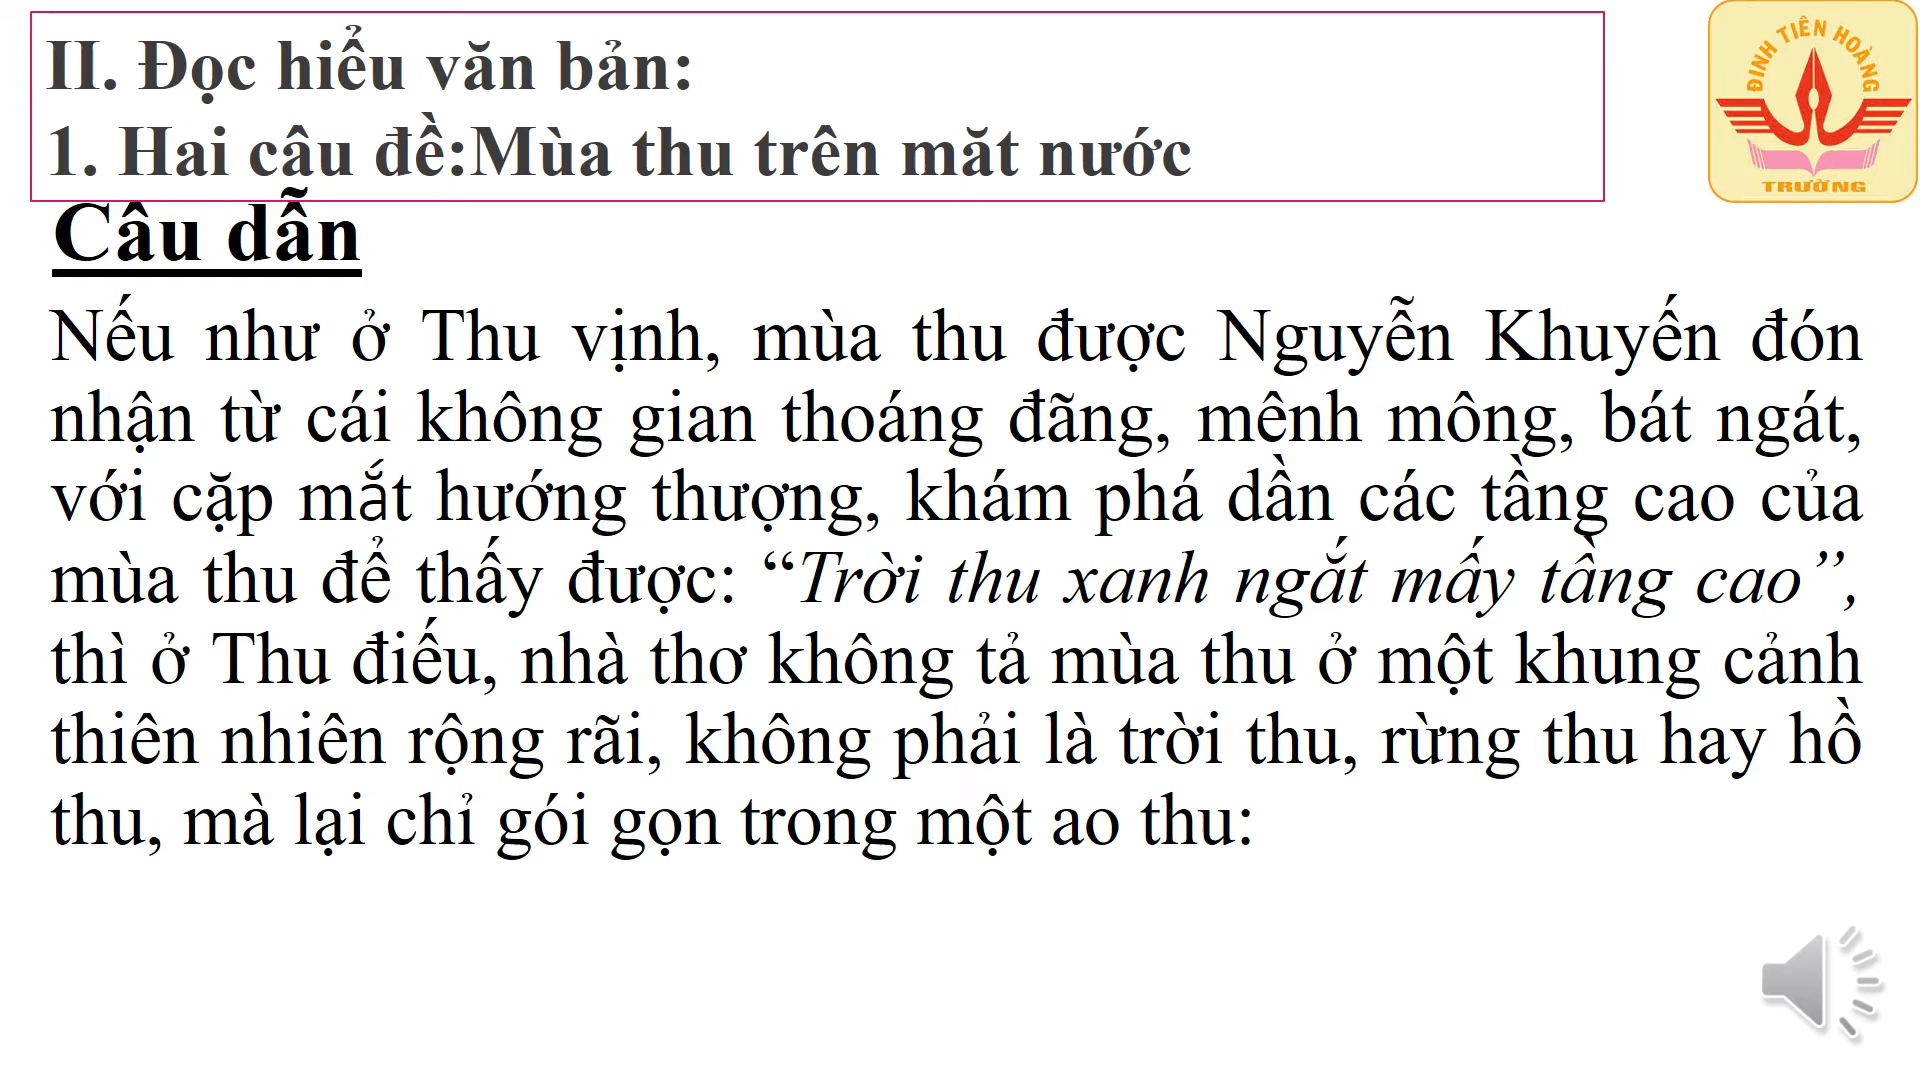 II. Đọc hiểu văn bản:
1. Hai câu đề:Mùa thu trên măt nước
ĐINH TIÊN HOÀNG
TRƯỜNG
Câu dẫn
Nếu như ở Thu vịnh, mùa thu được Nguyễn Khuyến đón
nhận từ cái không gian thoáng đãng, mênh mông, bát ngát,
với cặp mắt hướng thượng, khám phá dần các tầng cao của
mùa thu để thấy được: “Trời thu xanh ngắt mấy tầng cao”,
thì ở Thu điếu, nhà thơ không tả mùa thu ở một khung cảnh
thiên nhiên rộng rãi, không phải là trời thu, rừng thu hay hồ
thu, mà lại chỉ gói gọn trong một ao thu: